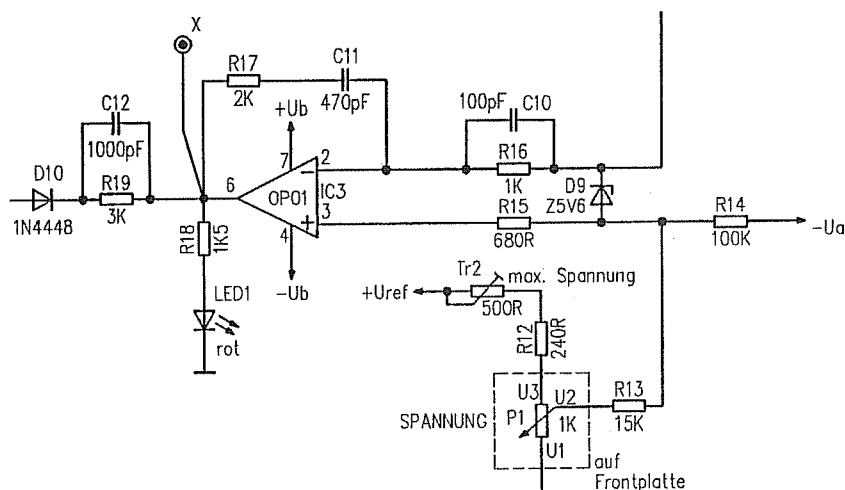 X
R17
2K
C11
470pF
C12
1000pF
+Ub
100pF
C10
D10
1N4448
R19
3K
6
7
2
−
OP01
IC3
3
+
4
R16
1K
R15
680R
D9
Z5V6
R14
100K
-Ua
R18
1K5
-Ub
Tr2
max. Spannung
+Uref
500R
LED1
rot
R12
240R
SPANNUNG
U3
U2
P1
1K
U1
R13
15K
auf
Frontplatte